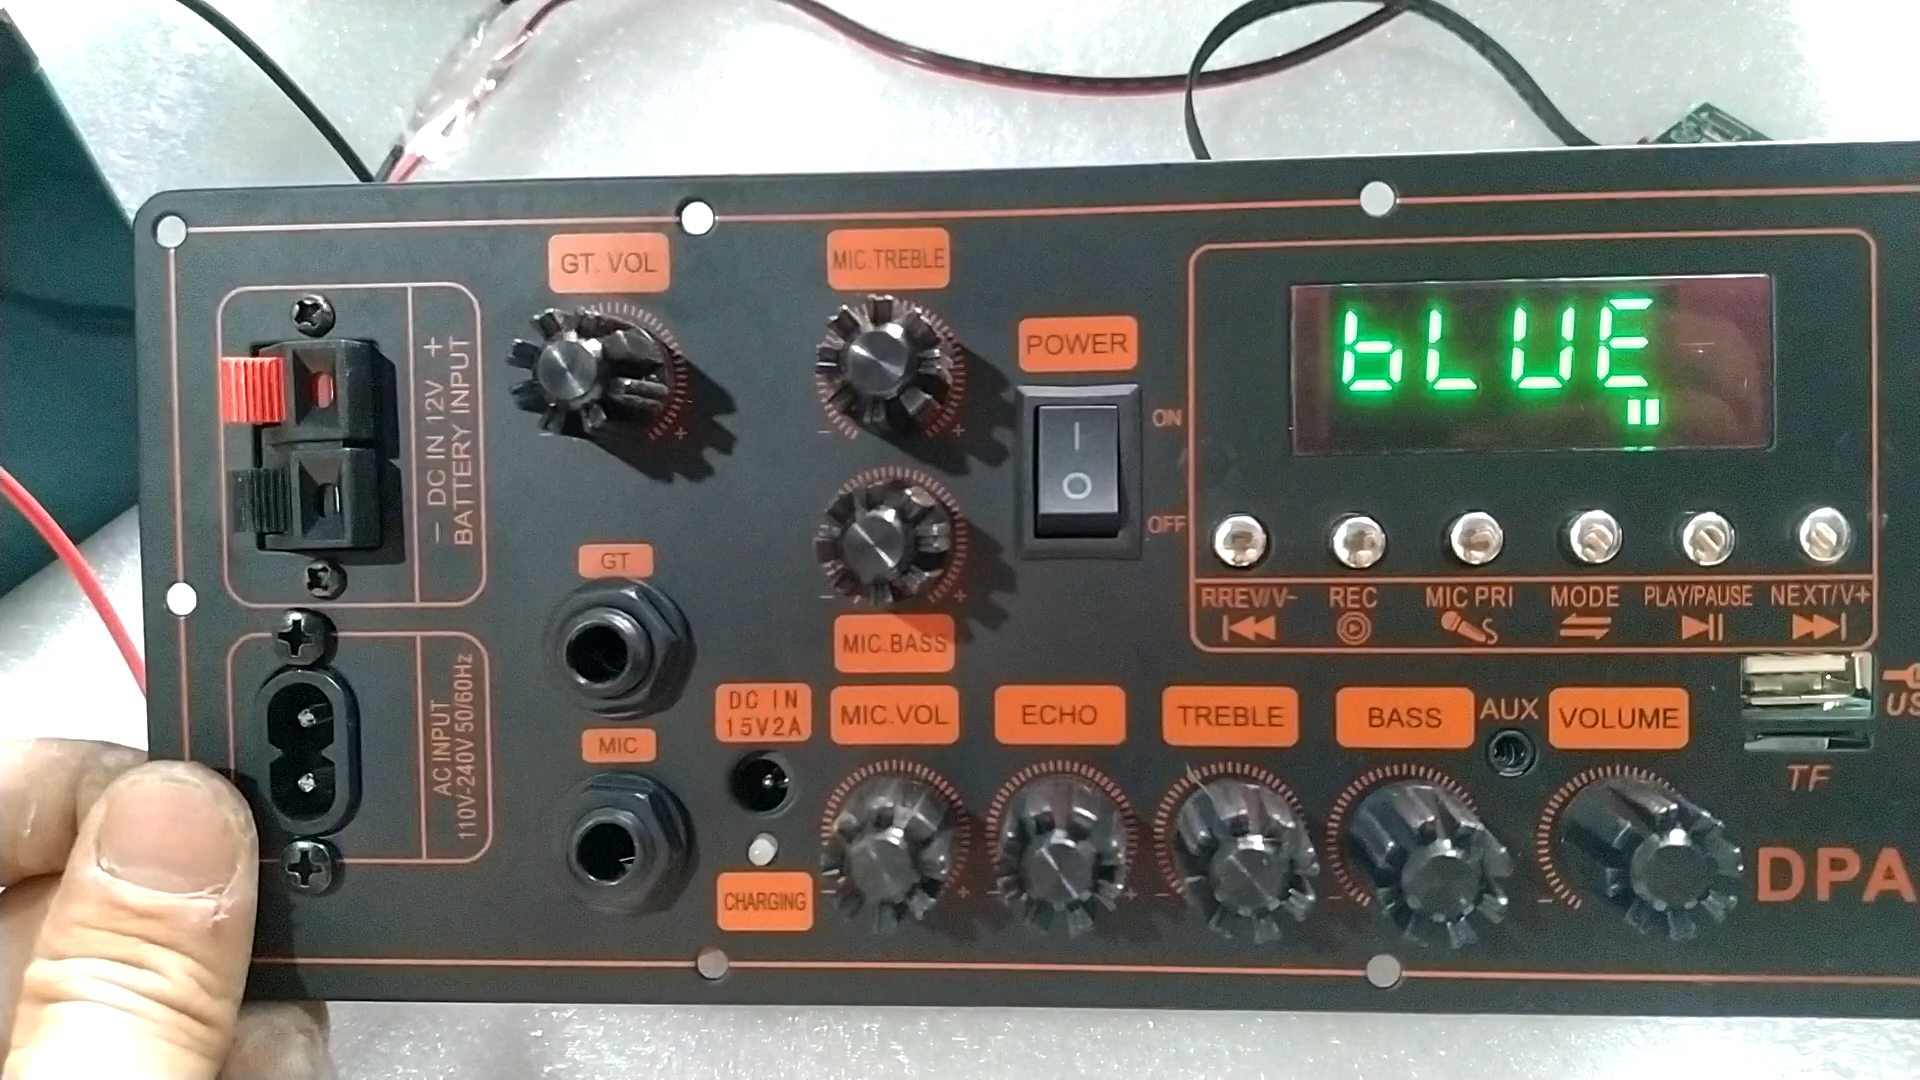 GT. VOL
MIC.TREBLE
POWER
bLUE
ON
OFF
I
O
- DC IN 12V +
BATTERY INPUT
- +
- +
- +
GT
MIC.BASS
RREV/V- REC MIC PRI MODE PLAY/PAUSE NEXT/V+
AC INPUT
110V-240V 50/60Hz
DC IN
15V2A
MIC.VOL
ECHO
TREBLE
BASS
AUX
VOLUME
US
MIC
TF
CHARGING
DPA